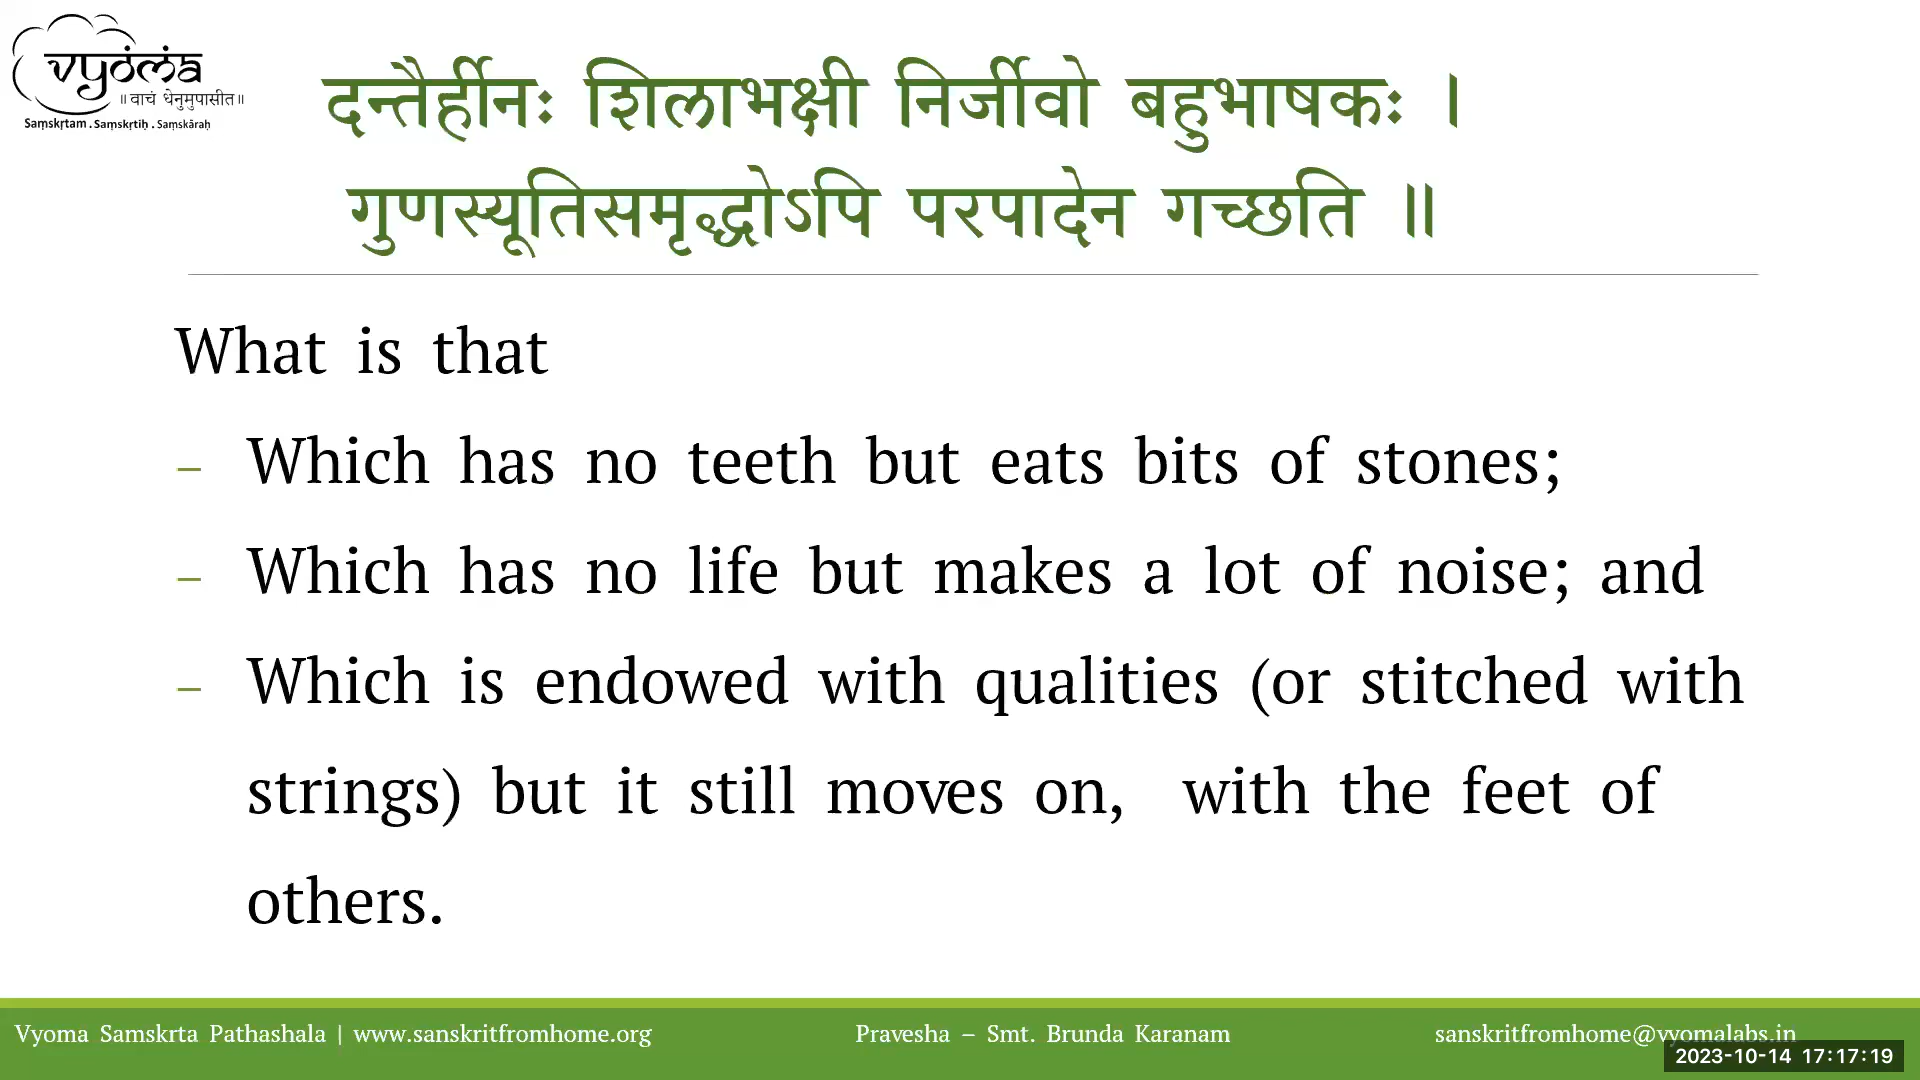 vyoma
॥वाचं धेनुमुपासीत॥
Saṃskṛtam . Saṃskṛtiḥ . Saṃskāraḥ
दन्तैर्हीनः शिलाभक्षी निर्जीवो बहुभाषकः ।
गुणस्यूतिसमृद्धोऽपि परपादेन गच्छति ॥
What is that
– Which has no teeth but eats bits of stones;
– Which has no life but makes a lot of noise; and
– Which is endowed with qualities (or stitched with
strings) but it still moves on, with the feet of
others.
Vyoma Samskrta Pathashala | www.sanskritfromhome.org Pravesha – Smt. Brunda Karanam sanskritfromhome@vyomalabs.in
2023-10-14 17:17:19